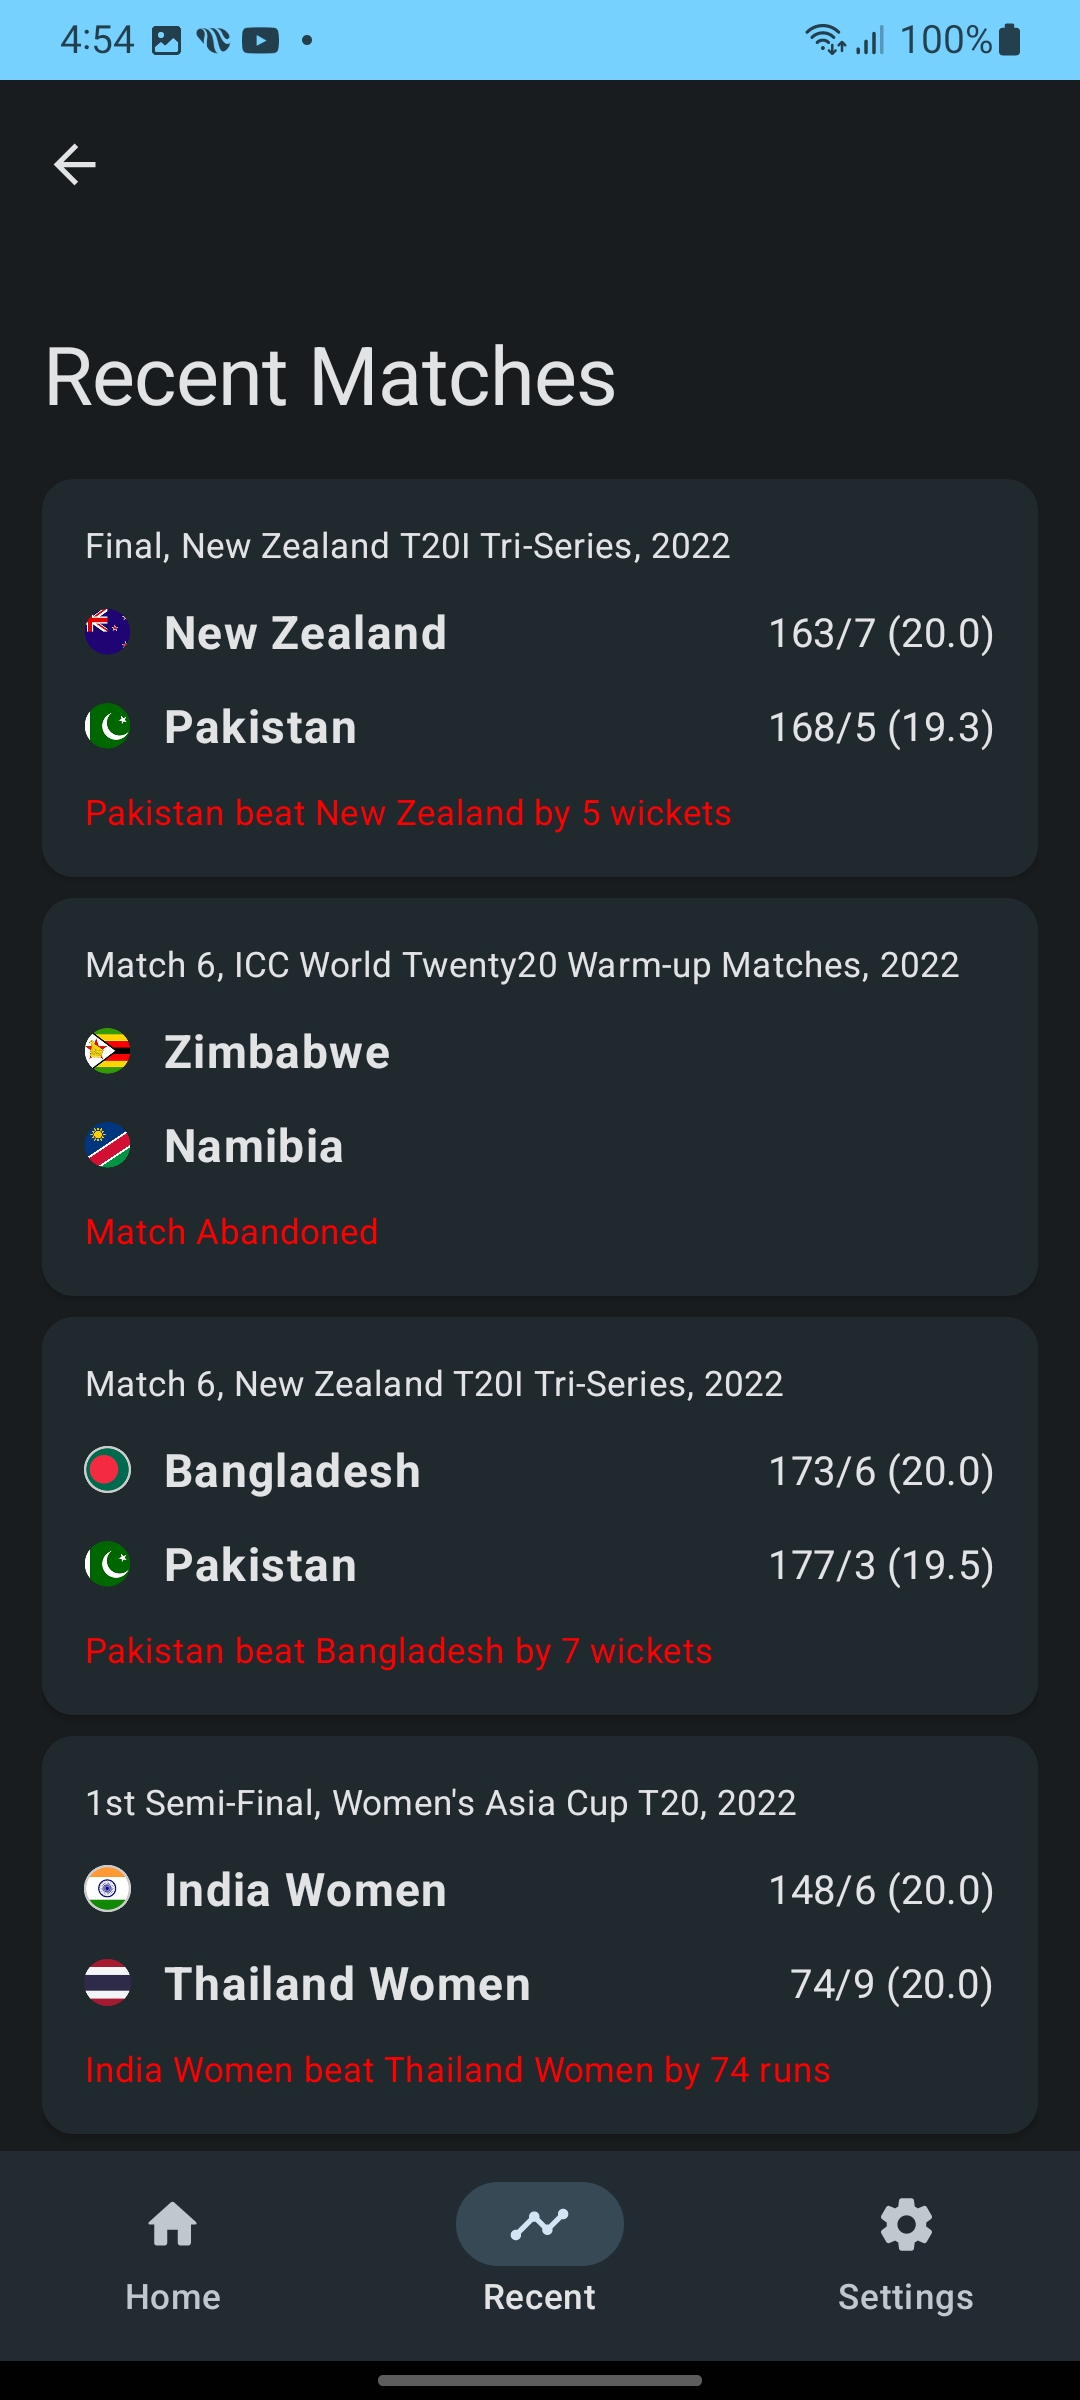 4:54 100%
Recent Matches
Final, New Zealand T20I Tri-Series, 2022
New Zealand 163/7 (20.0)
Pakistan 168/5 (19.3)
Pakistan beat New Zealand by 5 wickets
Match 6, ICC World Twenty20 Warm-up Matches, 2022
Zimbabwe
Namibia
Match Abandoned
Match 6, New Zealand T20I Tri-Series, 2022
Bangladesh 173/6 (20.0)
Pakistan 177/3 (19.5)
Pakistan beat Bangladesh by 7 wickets
1st Semi-Final, Women's Asia Cup T20, 2022
India Women 148/6 (20.0)
Thailand Women 74/9 (20.0)
India Women beat Thailand Women by 74 runs
Home Recent Settings